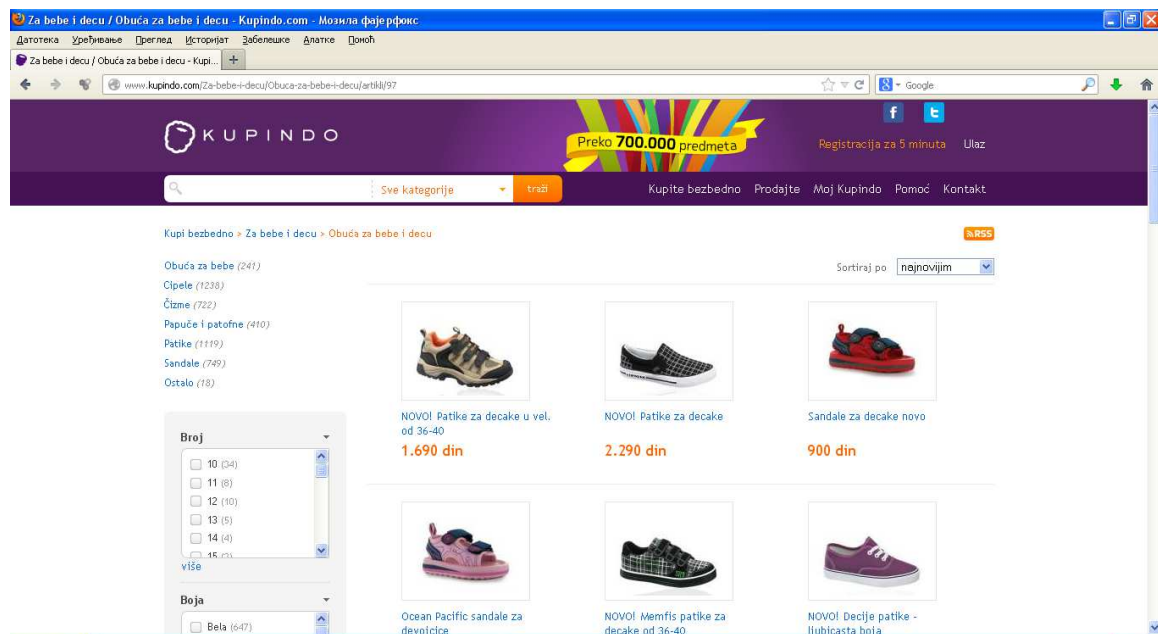 Za bebe i decu / Obuća za bebe i decu - Kupindo.com - Мозила фајерфокс
Датотека Уређивање Преглед Историјат Забелешке Алатке Помоћ
Za bebe i decu / Obuća za bebe i decu - Kupi...
www.kupindo.com/Za-bebe-i-decu/Obuca-za-bebe-i-decu/artikli/97
Google
KUPINDO
Preko 700.000 predmeta
Registracija za 5 minuta Ulaz
Sve kategorije
traži
Kupite bezbedno Prodajte Moj Kupindo Pomoć Kontakt
Kupi bezbedno > Za bebe i decu > Obuća za bebe i decu
RSS
Obuća za bebe (241)
Cipele (1238)
Čizme (722)
Papuče i patofne (410)
Patike (1119)
Sandale (749)
Ostalo (18)
Sortiraj po najnovijim
NOVO! Patike za decake u vel.
od 36-40
1.690 din
NOVO! Patike za decake
2.290 din
Sandale za decake novo
900 din
Broj
10 (34)
11 (8)
12 (10)
13 (5)
14 (4)
15
više
Boja
Bela (647)
Ocean Pacific sandale za
devojcice
NOVO! Memfis patike za
decake od 36-40
NOVO! Decije patike -
ljubicasta boja